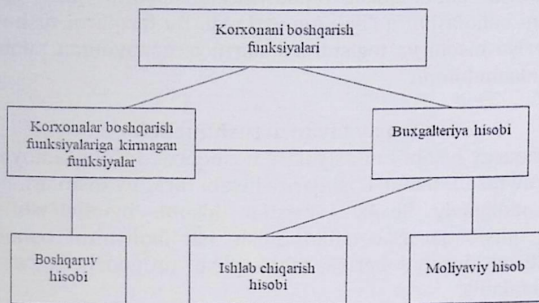 Korxonani boshqarish
funksiyalari
Korxonalar boshqarish
funksiyalariga kirmagan
funksiyalar
Buxgalteriya hisobi
Boshqaruv
hisobi
Ishlab chiqarish
hisobi
Moliyaviy hisob